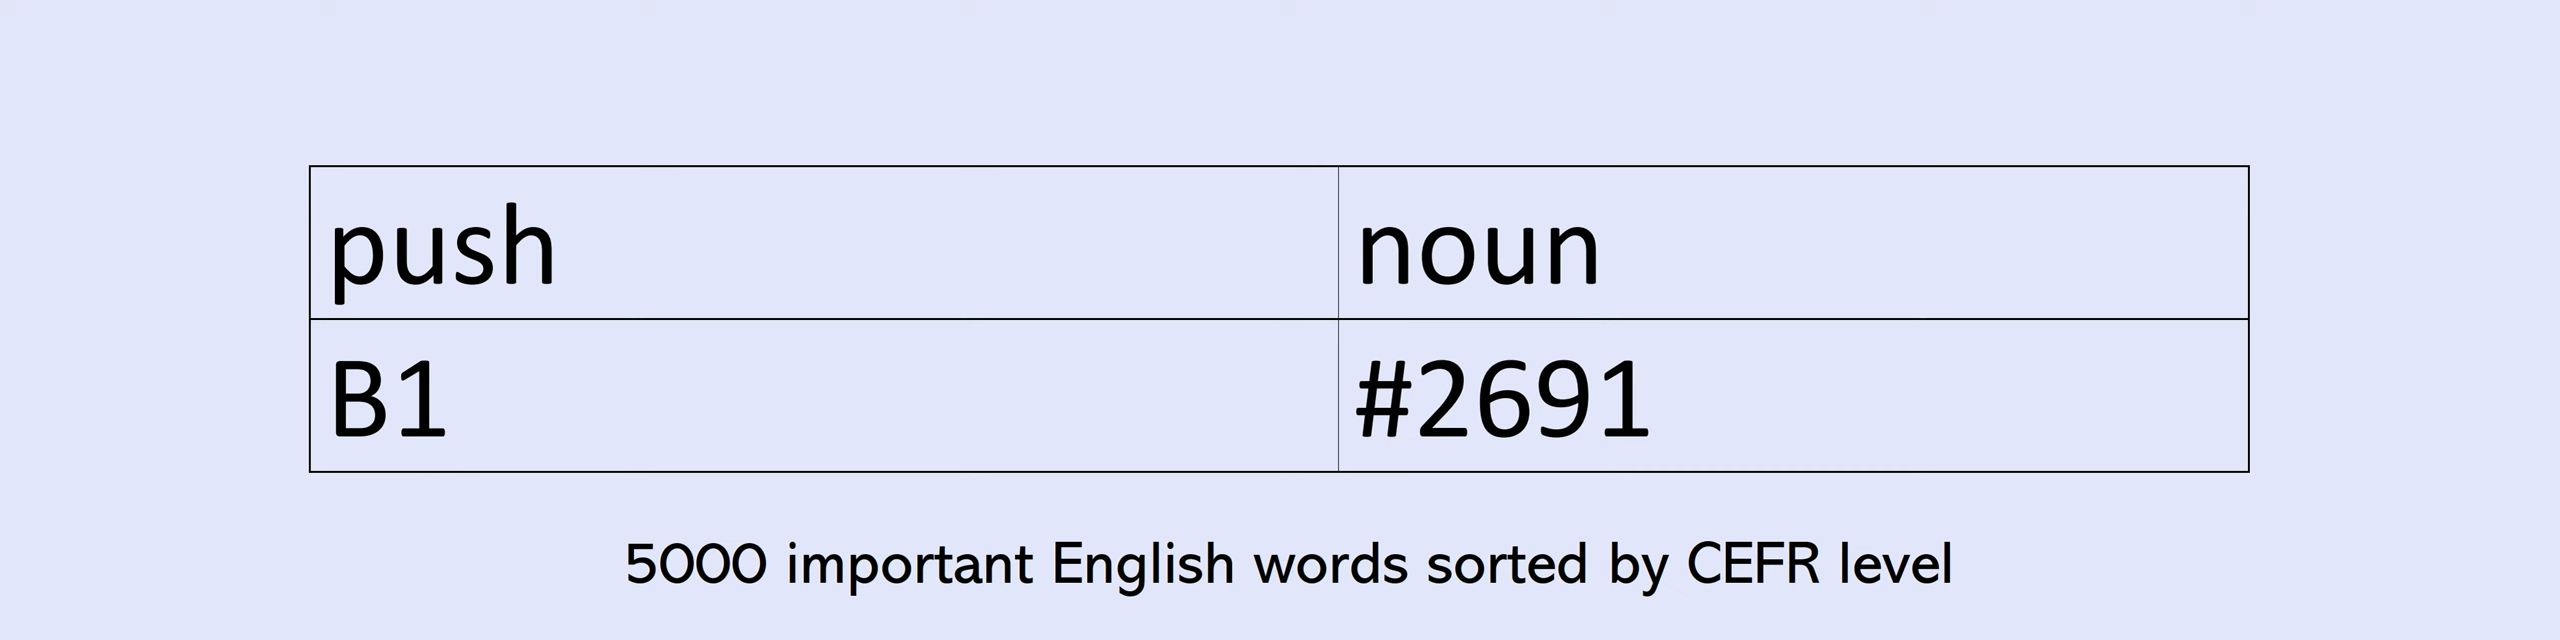 push noun
B1 #2691
5000 important English words sorted by CEFR level